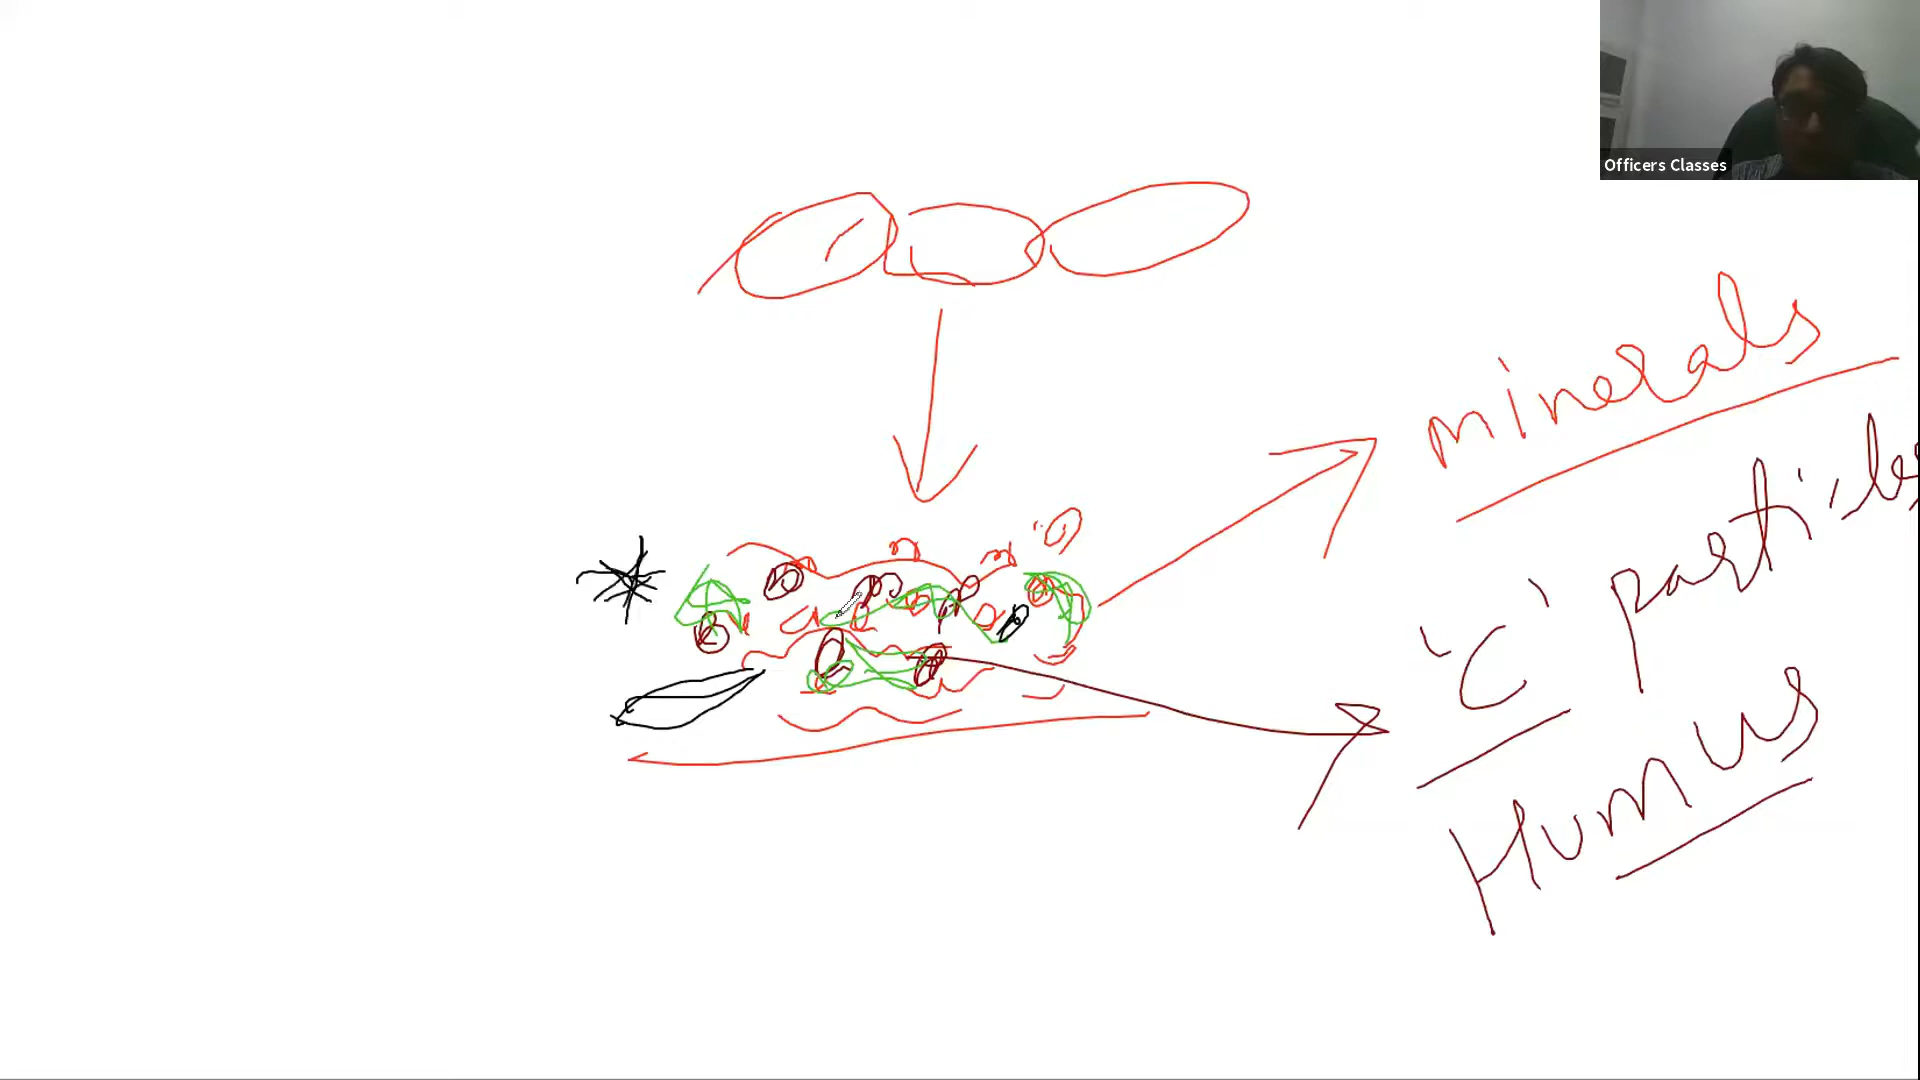 Officers Classes
minerals
'C' particles
Humus